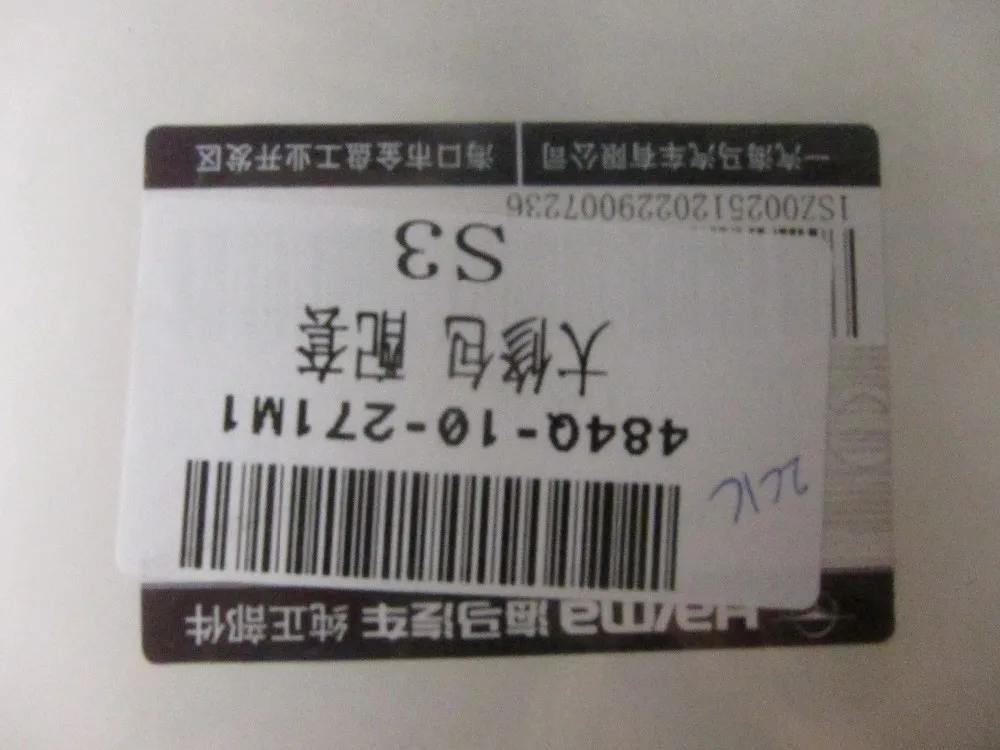 Haima 海马汽车 纯正部件
484Q-10-271M1
大修包 配套
S3
1SZ0025120229007236
一汽海马汽车有限公司 海口市金盘工业开发区